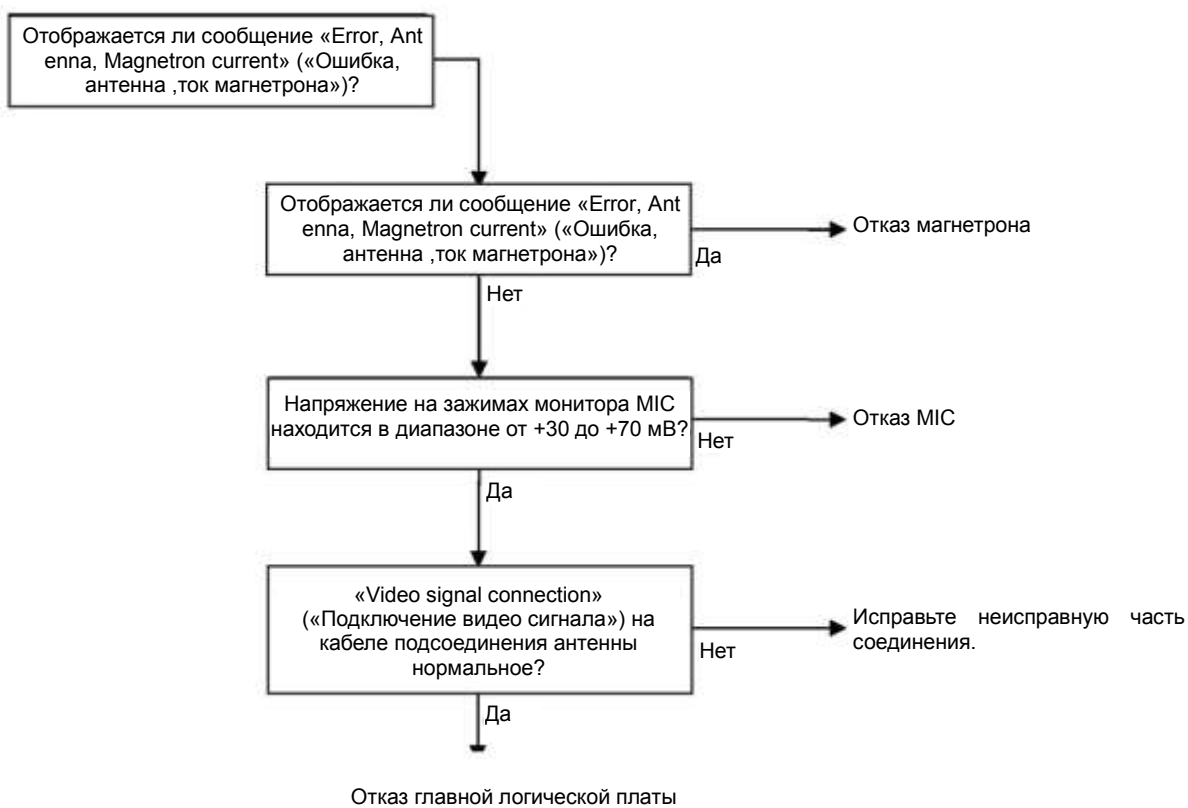 Отображается ли сообщение «Error, Ant
enna, Magnetron current» («Ошибка,
антенна ,ток магнетрона»)?
Отображается ли сообщение «Error, Ant
enna, Magnetron current» («Ошибка,
антенна ,ток магнетрона»)?
Да
Отказ магнетрона
Нет
Напряжение на зажимах монитора MIC
находится в диапазоне от +30 до +70 мВ?
Нет
Отказ MIC
Да
«Video signal connection»
(«Подключение видео сигнала») на
кабеле подсоединения антенны
нормальное?
Нет
Исправьте неисправную часть
соединения.
Да
Отказ главной логической платы